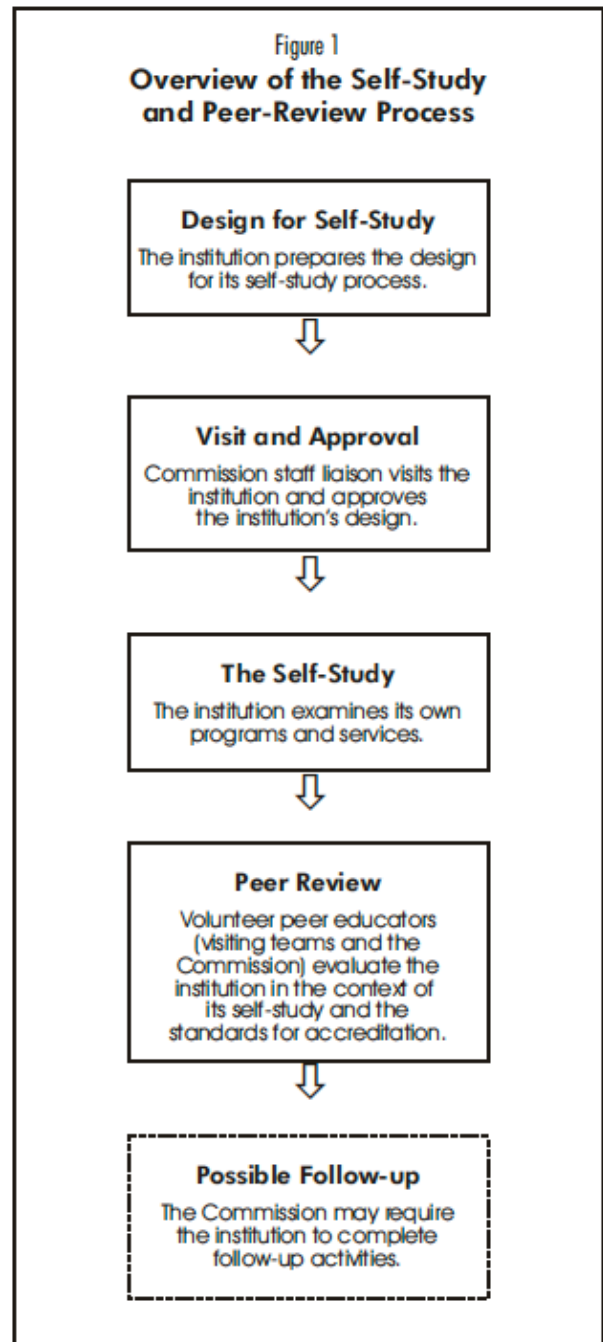 Figure 1
Overview of the Self-Study
and Peer-Review Process
Design for Self-Study
The institution prepares the design
for its self-study process.
Visit and Approval
Commission staff liaison visits the
institution and approves
the institution's design.
The Self-Study
The institution examines its own
programs and services.
Peer Review
Volunteer peer educators
(visiting teams and the
Commission) evaluate the
institution in the context of
its self-study and the
standards for accreditation.
Possible Follow-up
The Commission may require
the institution to complete
follow-up activities.